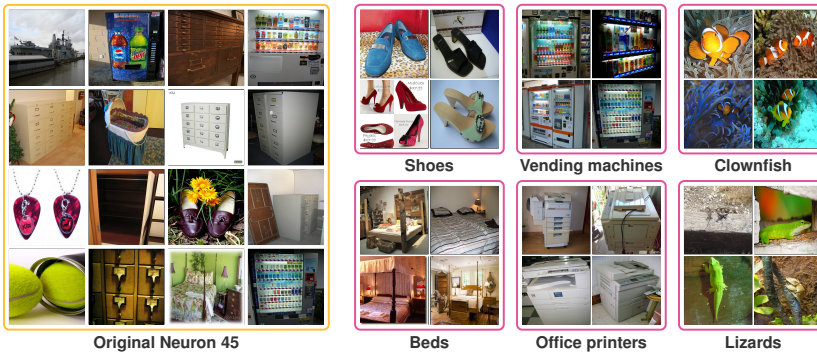 Shoes
Vending machines
Clownfish
Original Neuron 45
Beds
Office printers
Lizards